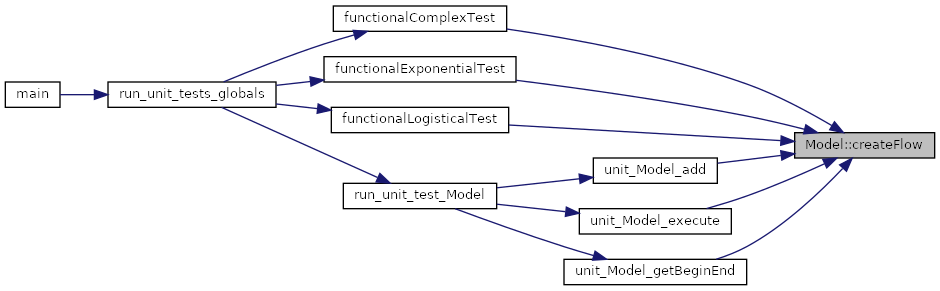 functionalComplexTest
functionalExponentialTest
main
run_unit_tests_globals
functionalLogisticalTest
Model::createFlow
unit_Model_add
run_unit_test_Model
unit_Model_execute
unit_Model_getBeginEnd